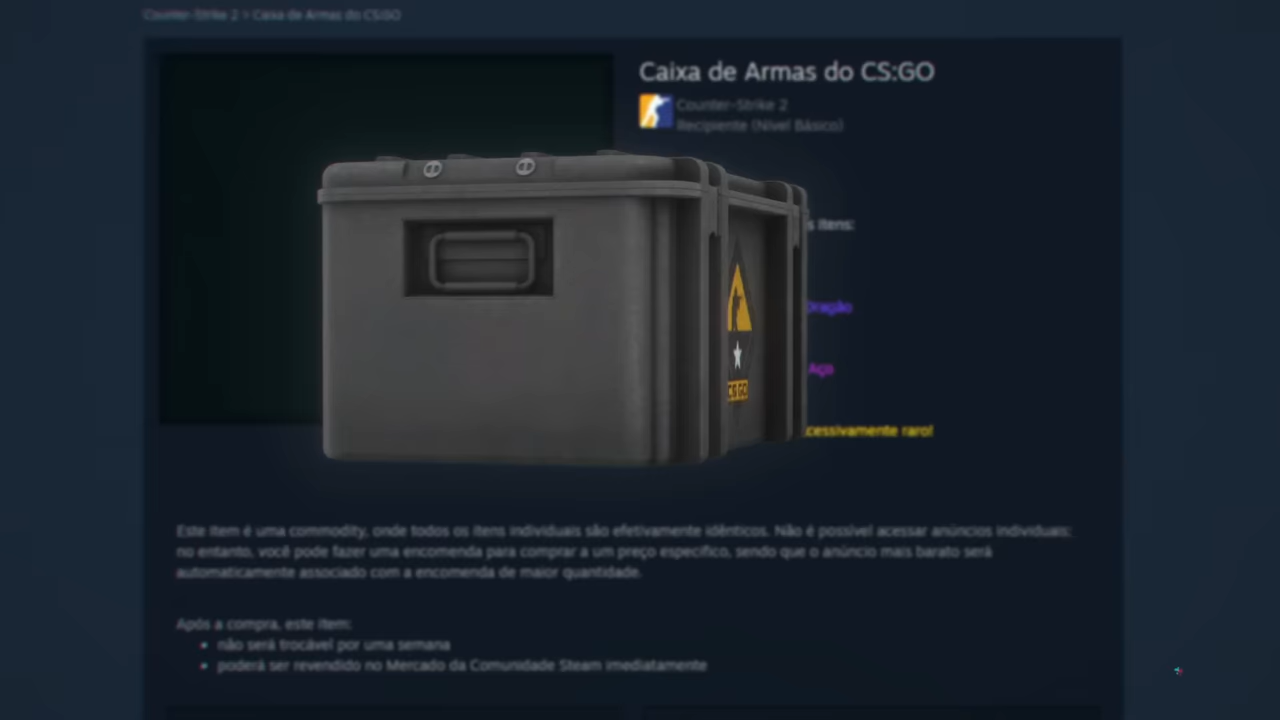 Counter-Strike 2 > Caixa de Armas do CS:GO
Caixa de Armas do CS:GO
Counter-Strike 2
Recipiente (Nível Básico)
s itens:
Dragão
Aço
cessivamente raro!
CS:GO
Este item é uma commodity, onde todos os itens individuais são efetivamente idênticos. Não é possível acessar anúncios individuais;
no entanto, você pode fazer uma encomenda para comprar a um preço específico, sendo que o anúncio mais barato será
automaticamente associado com a encomenda de maior quantidade.
Após a compra, este item:
• não será trocável por uma semana
• poderá ser revendido no Mercado da Comunidade Steam imediatamente